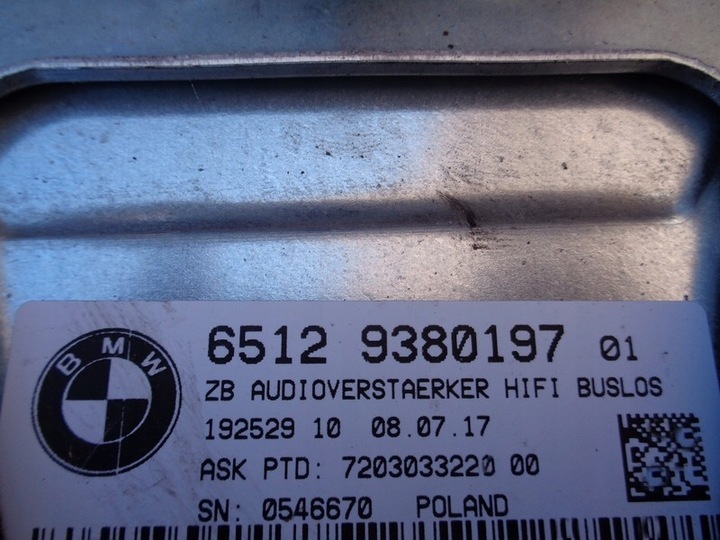 BMW
6512 9380197 01
ZB AUDIOVERSTAERKER HIFI BUSLOS
192529 10 08.07.17
ASK PTD: 7203033220 00
SN: 0546670 POLAND